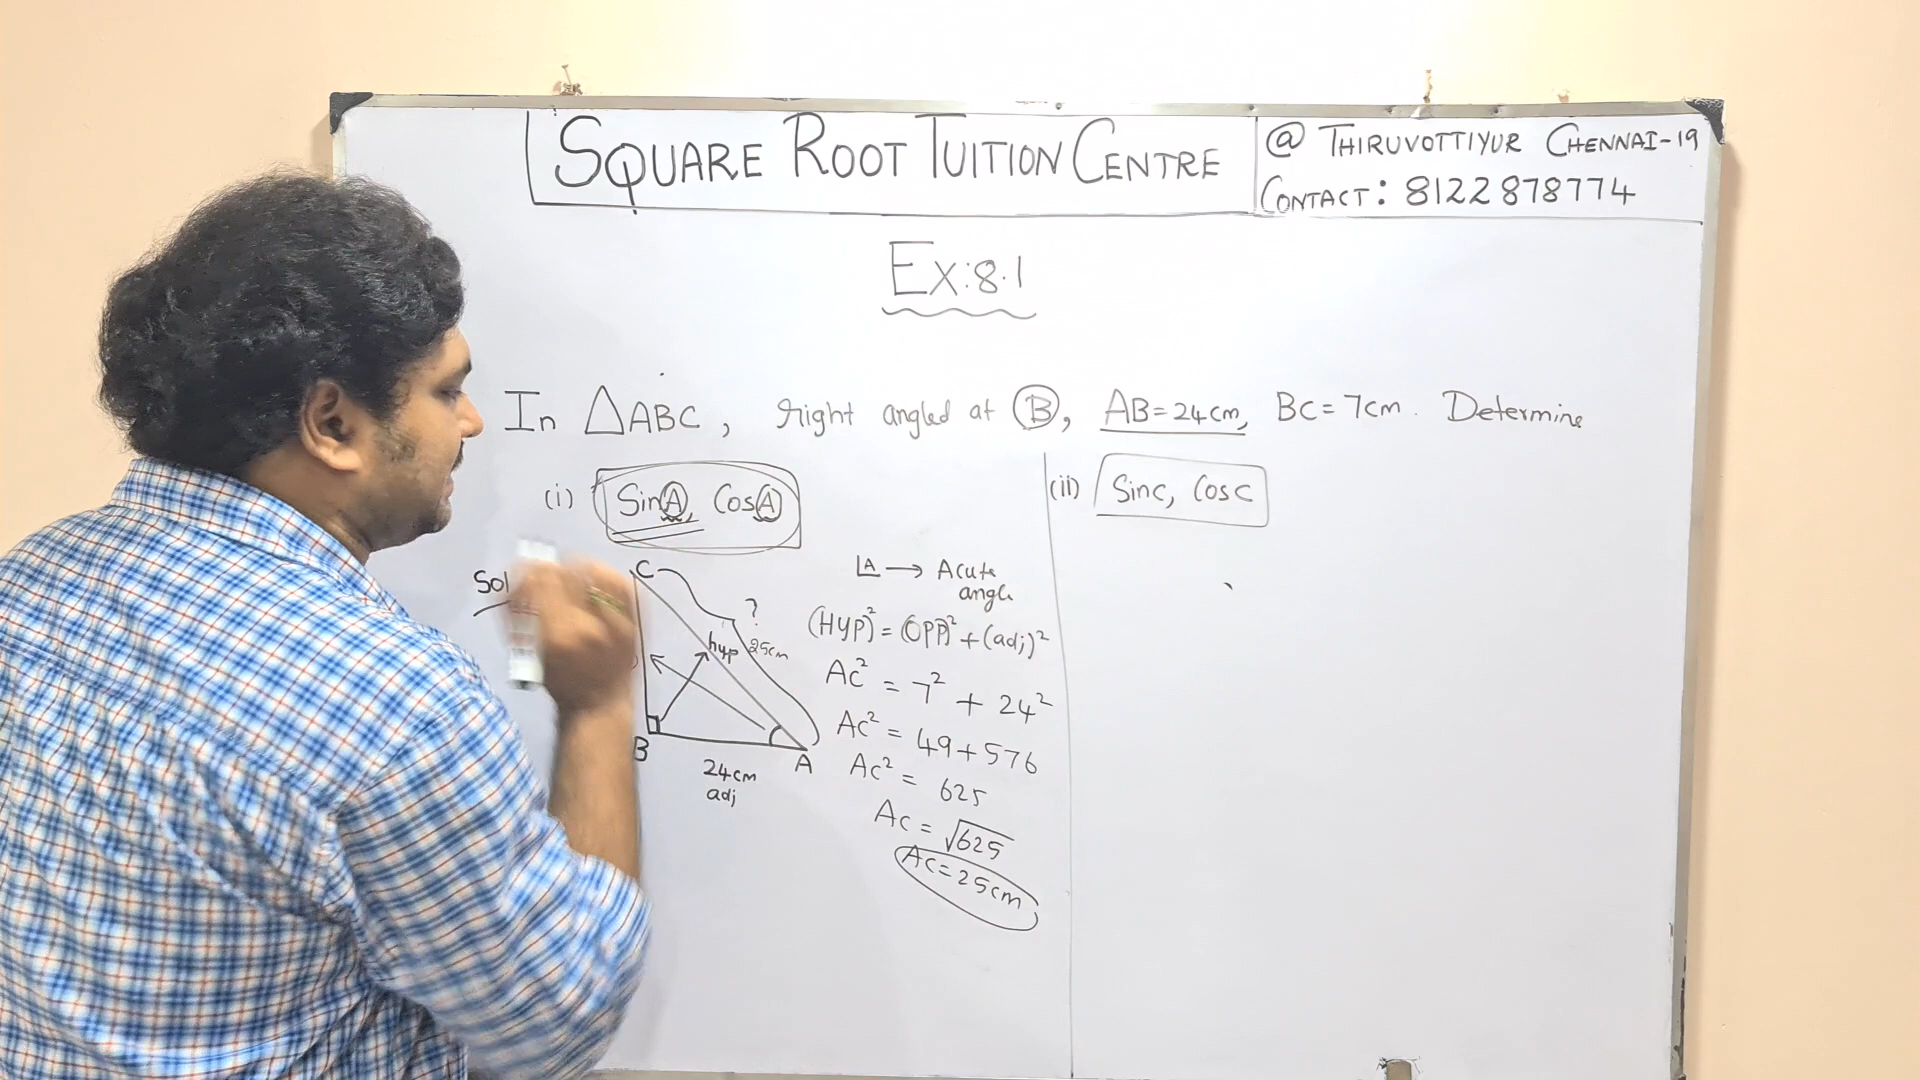 SQUARE ROOT TUITION CENTRE
@ THIRUVOTTIYUR CHENNAI-19
CONTACT: 8122878774
Ex:8.1
In △ABC, right angled at B, AB=24cm, BC=7cm. Determine
(i) SinA, CosA
(ii) Sinc, Cosc
Sol
C
?
hyp 25cm
B
A
24cm
adj
∠A → Acute
angle
(HYP)² = (OPP)² + (adj)²
AC² = 7² + 24²
AC² = 49+576
AC² = 625
AC = √625
AC=25cm